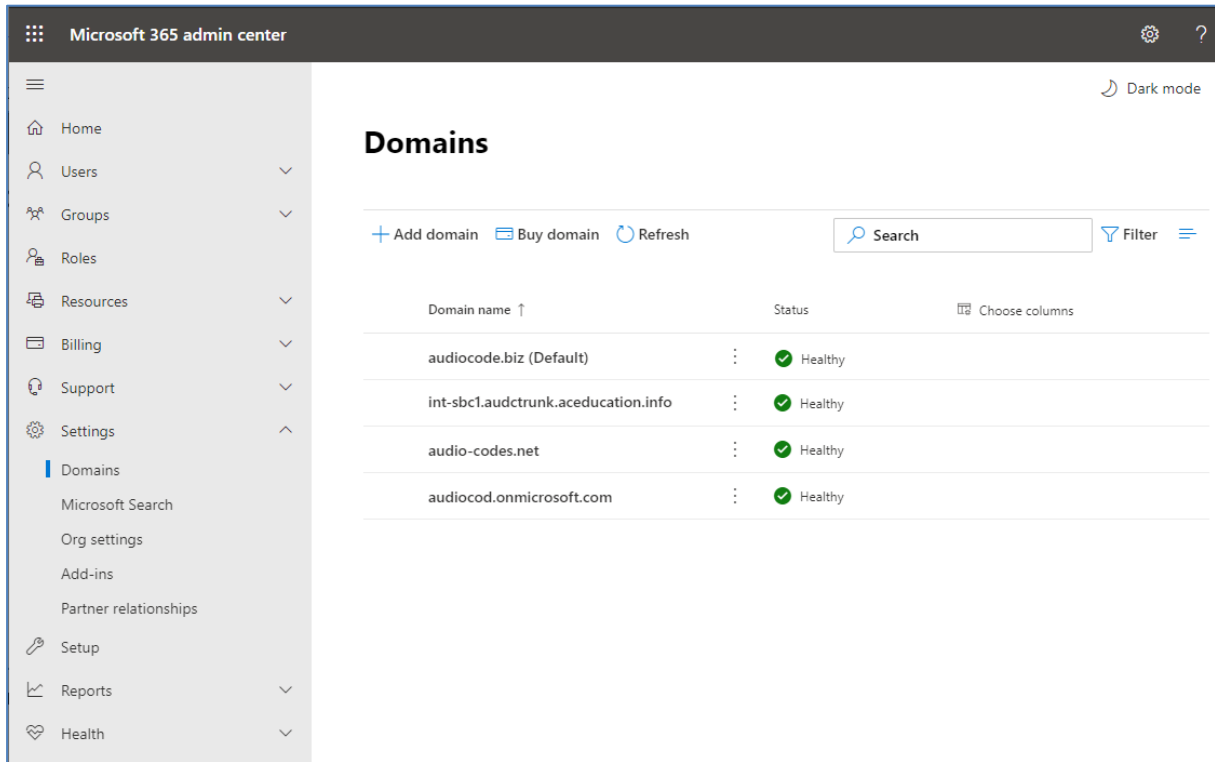 Microsoft 365 admin center
?
Dark mode
Home
Users
Groups
Roles
Resources
Billing
Support
Settings
Domains
Microsoft Search
Org settings
Add-ins
Partner relationships
Setup
Reports
Health
Domains
Add domain Buy domain Refresh Search Filter
Domain name ↑ Status Choose columns
audiocode.biz (Default) Healthy
int-sbc1.audctrunk.aceducation.info Healthy
audio-codes.net Healthy
audiocod.onmicrosoft.com Healthy